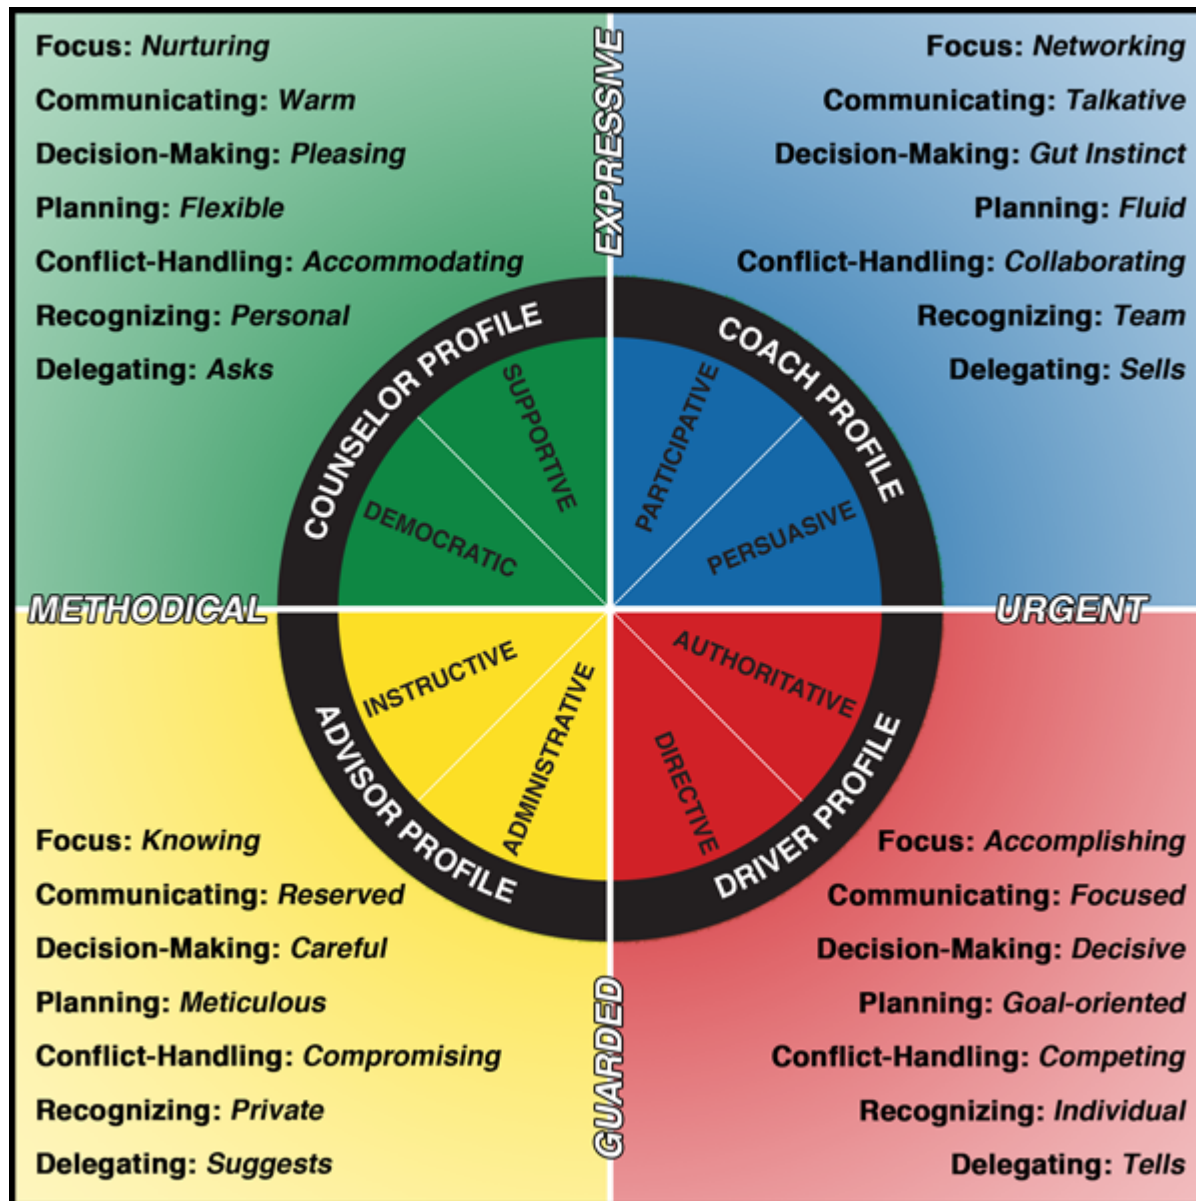 Focus: Nurturing
Communicating: Warm
Decision-Making: Pleasing
Planning: Flexible
Conflict-Handling: Accommodating
Recognizing: Personal
Delegating: Asks
EXPRESSIVE
Focus: Networking
Communicating: Talkative
Decision-Making: Gut Instinct
Planning: Fluid
Conflict-Handling: Collaborating
Recognizing: Team
Delegating: Sells
COUNSELOR PROFILE
SUPPORTIVE
DEMOCRATIC
COACH PROFILE
PARTICIPATIVE
PERSUASIVE
METHODICAL
URGENT
INSTRUCTIVE
ADMINISTRATIVE
ADVISOR PROFILE
AUTHORITATIVE
DIRECTIVE
DRIVER PROFILE
Focus: Knowing
Communicating: Reserved
Decision-Making: Careful
Planning: Meticulous
Conflict-Handling: Compromising
Recognizing: Private
Delegating: Suggests
GUARDED
Focus: Accomplishing
Communicating: Focused
Decision-Making: Decisive
Planning: Goal-oriented
Conflict-Handling: Competing
Recognizing: Individual
Delegating: Tells